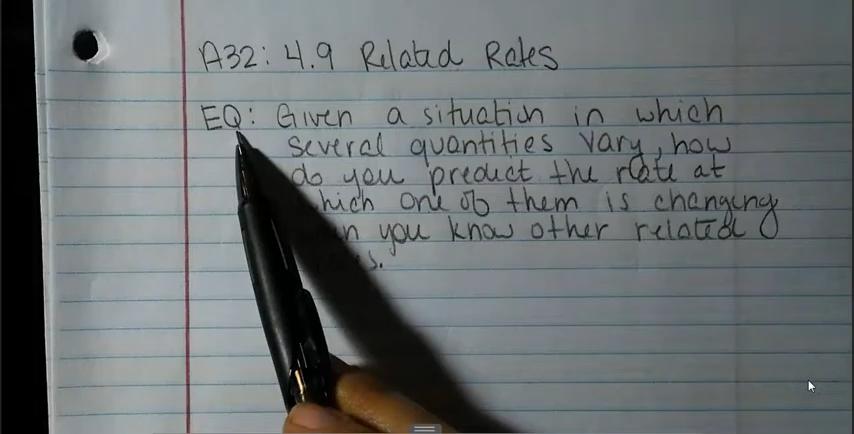 A32: 4.9 Related Rates
EQ: Given a situation in which
several quantities vary, how
do you predict the rate at
which one of them is changing
you know other related